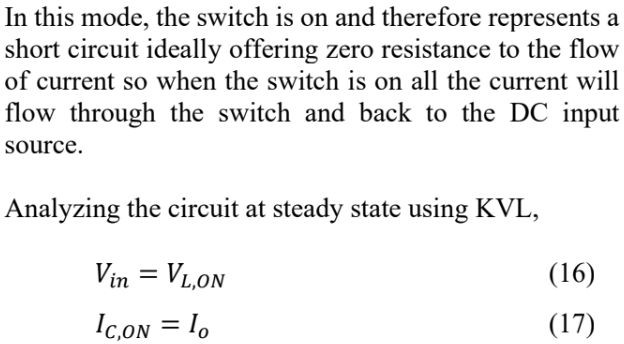 In this mode, the switch is on and therefore represents a
short circuit ideally offering zero resistance to the flow
of current so when the switch is on all the current will
flow through the switch and back to the DC input
source.
Analyzing the circuit at steady state using KVL,
V_{in} = V_{L,ON} (16)
I_{C,ON} = I_o (17)